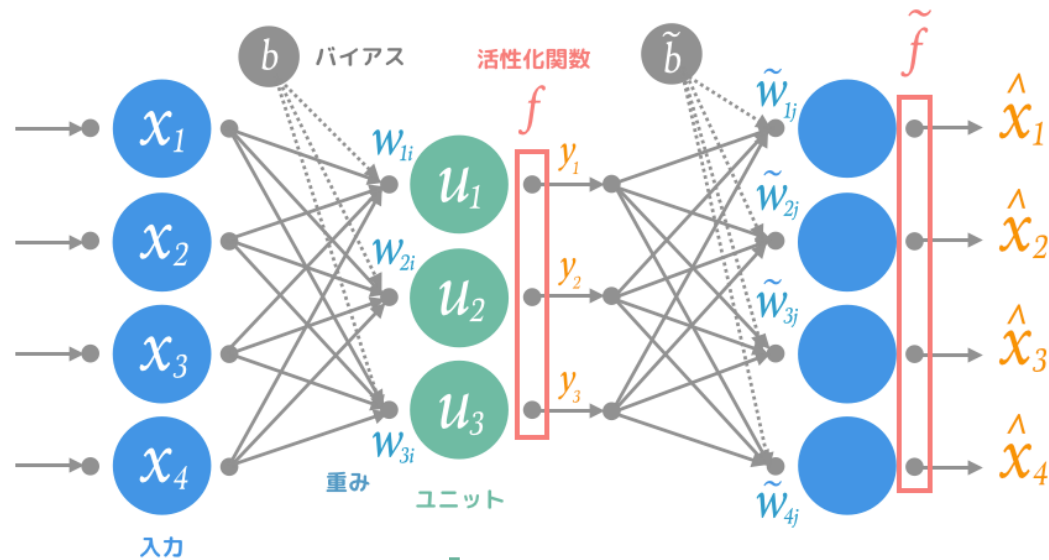 b バイアス
活性化関数
f
b̃
f̃
x₁
x₂
x₃
x₄
入力
w₁ᵢ
w₂ᵢ
w₃ᵢ
重み
u₁
u₂
u₃
ユニット
y₁
y₂
y₃
w̃₁ⱼ
w̃₂ⱼ
w̃₃ⱼ
w̃₄ⱼ
x̂₁
x̂₂
x̂₃
x̂₄